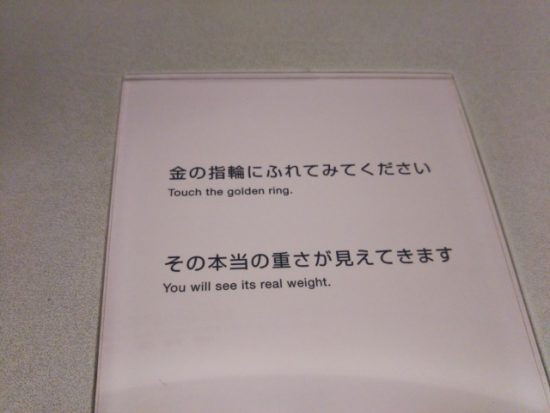 金の指輪にふれてみてください
Touch the golden ring.
その本当の重さが見えてきます
You will see its real weight.